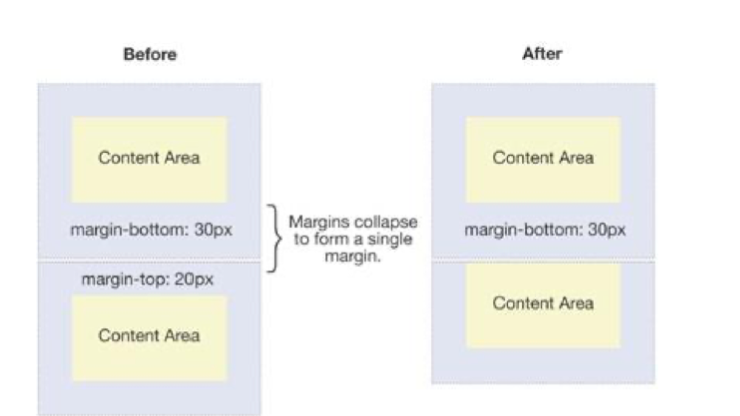 Before
After
Content Area
Content Area
margin-bottom: 30px
Margins collapse
to form a single
margin.
margin-bottom: 30px
margin-top: 20px
Content Area
Content Area